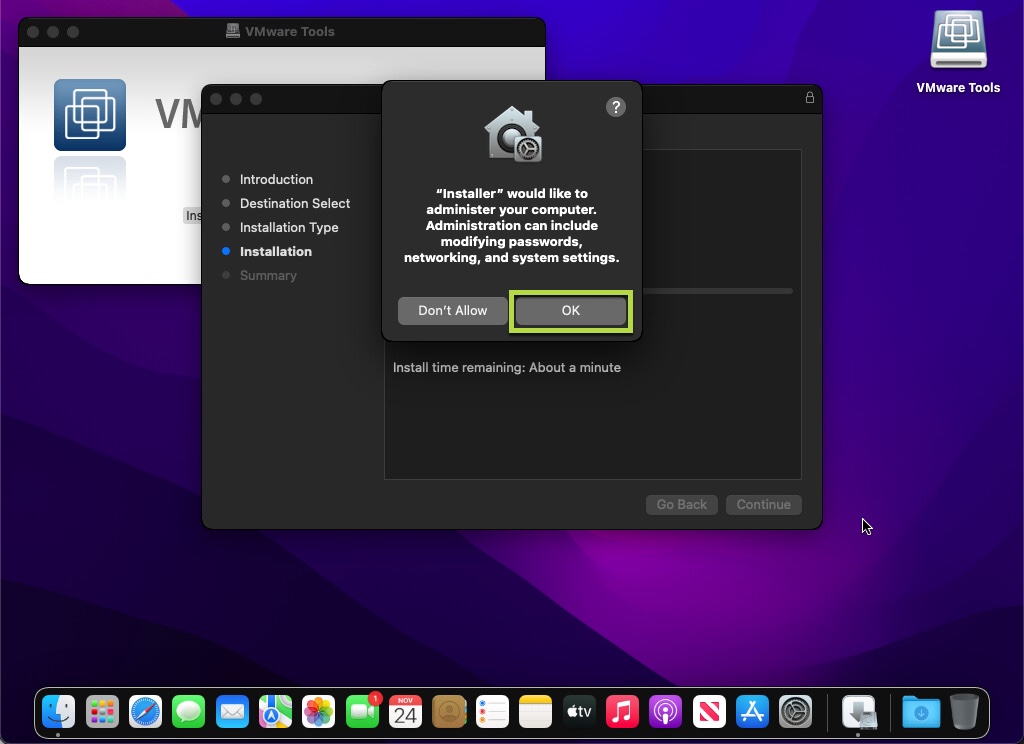 VMware Tools
VMware Tools
VM
Ins
?
“Installer” would like to
administer your computer.
Administration can include
modifying passwords,
networking, and system settings.
Don’t Allow
OK
Introduction
Destination Select
Installation Type
Installation
Summary
Install time remaining: About a minute
Go Back
Continue
1
NOV
24
tv